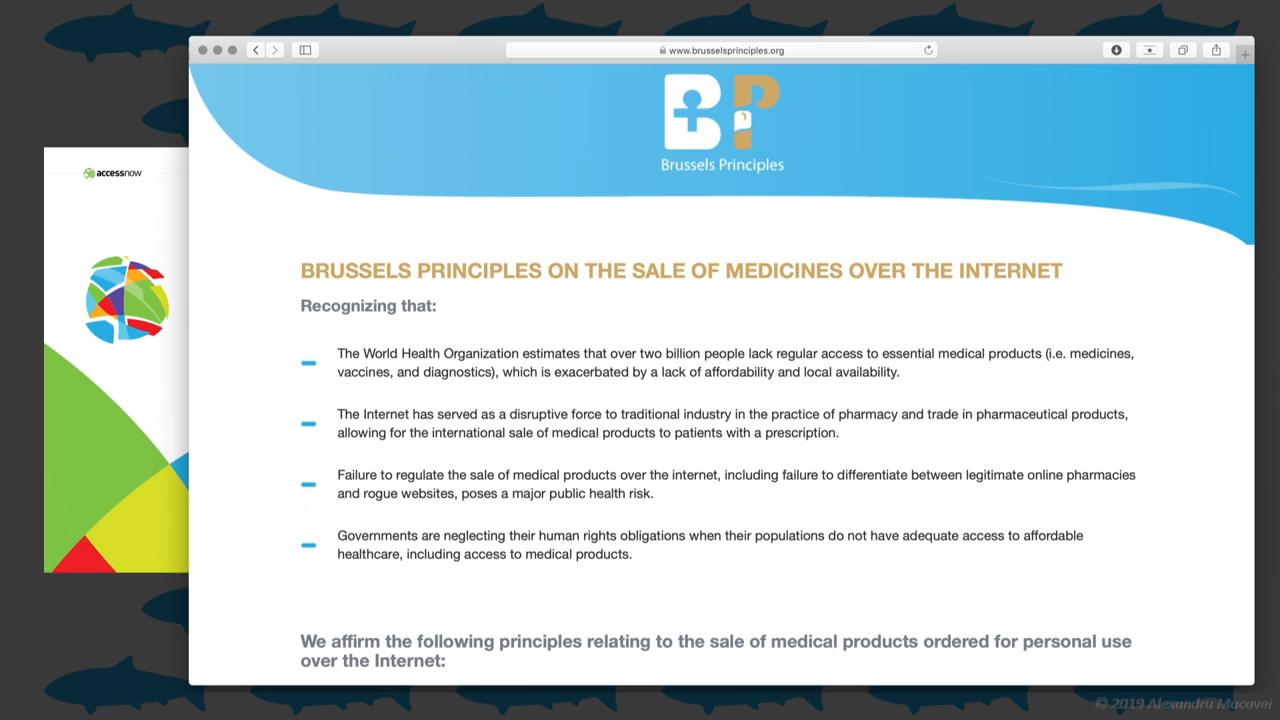 www.brusselsprinciples.org
BP
Brussels Principles
accessnow
BRUSSELS PRINCIPLES ON THE SALE OF MEDICINES OVER THE INTERNET
Recognizing that:
The World Health Organization estimates that over two billion people lack regular access to essential medical products (i.e. medicines,
vaccines, and diagnostics), which is exacerbated by a lack of affordability and local availability.
The Internet has served as a disruptive force to traditional industry in the practice of pharmacy and trade in pharmaceutical products,
allowing for the international sale of medical products to patients with a prescription.
Failure to regulate the sale of medical products over the internet, including failure to differentiate between legitimate online pharmacies
and rogue websites, poses a major public health risk.
Governments are neglecting their human rights obligations when their populations do not have adequate access to affordable
healthcare, including access to medical products.
We affirm the following principles relating to the sale of medical products ordered for personal use
over the Internet:
© 2019 Alexandru Macavei